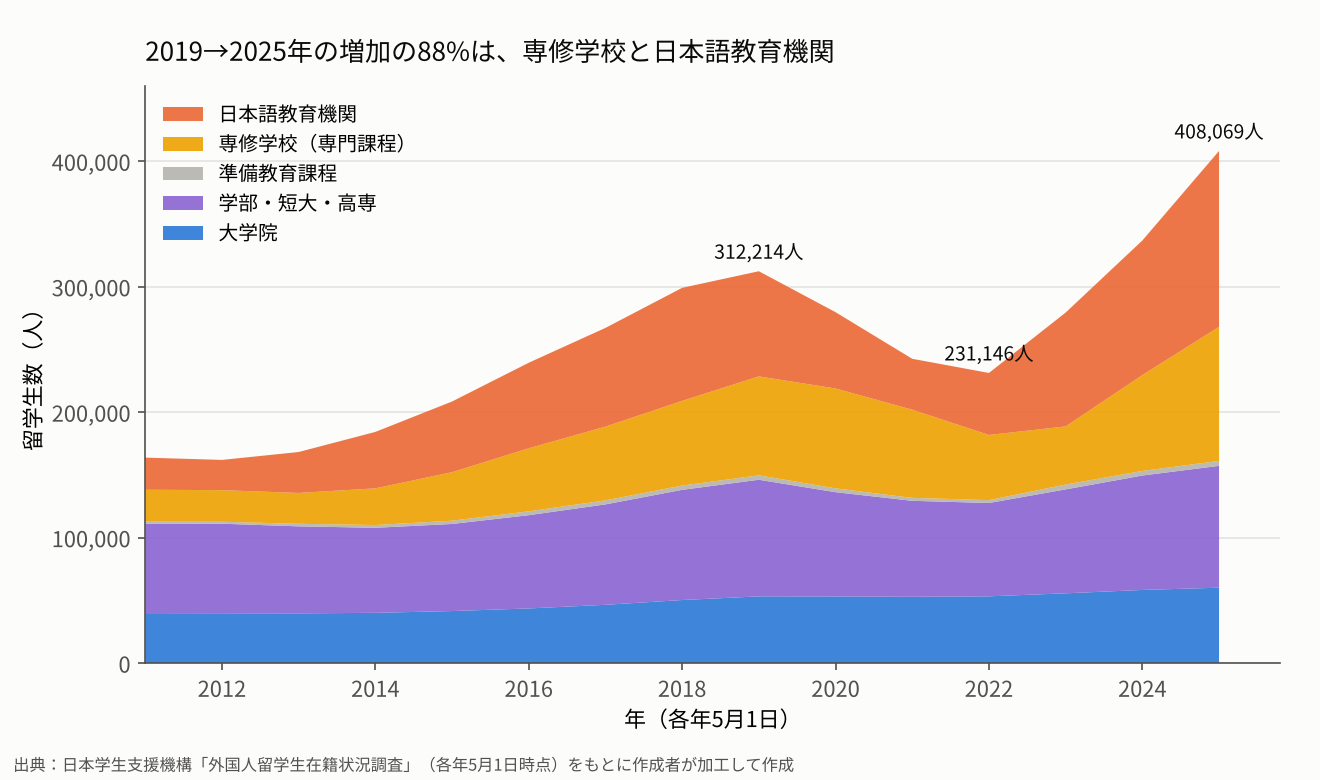 2019→2025年の増加の88%は、専修学校と日本語教育機関
日本語教育機関
専修学校（専門課程）
準備教育課程
学部・短大・高専
大学院
408,069人
312,214人
231,146人
400,000
300,000
200,000
100,000
0
留学生数（人）
2012 2014 2016 2018 2020 2022 2024
年（各年5月1日）
出典：日本学生支援機構「外国人留学生在籍状況調査」（各年5月1日時点）をもとに作成者が加工して作成